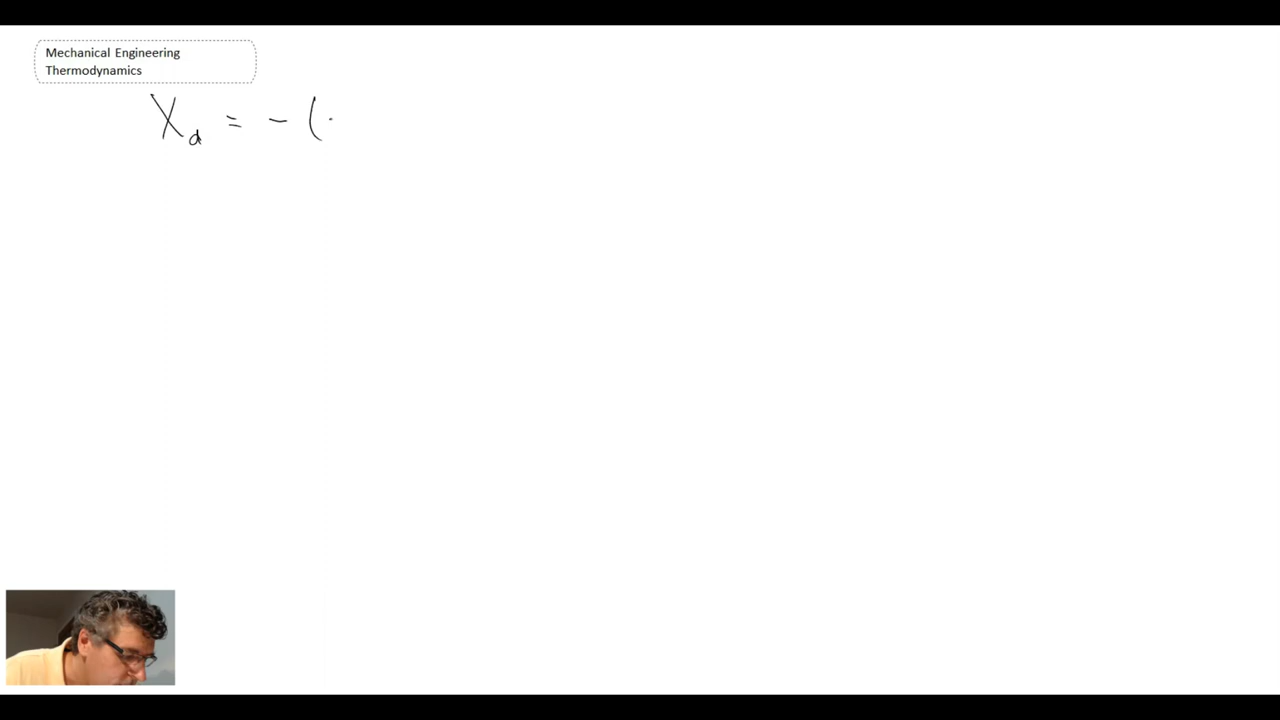 Mechanical Engineering
Thermodynamics
X_d = - (